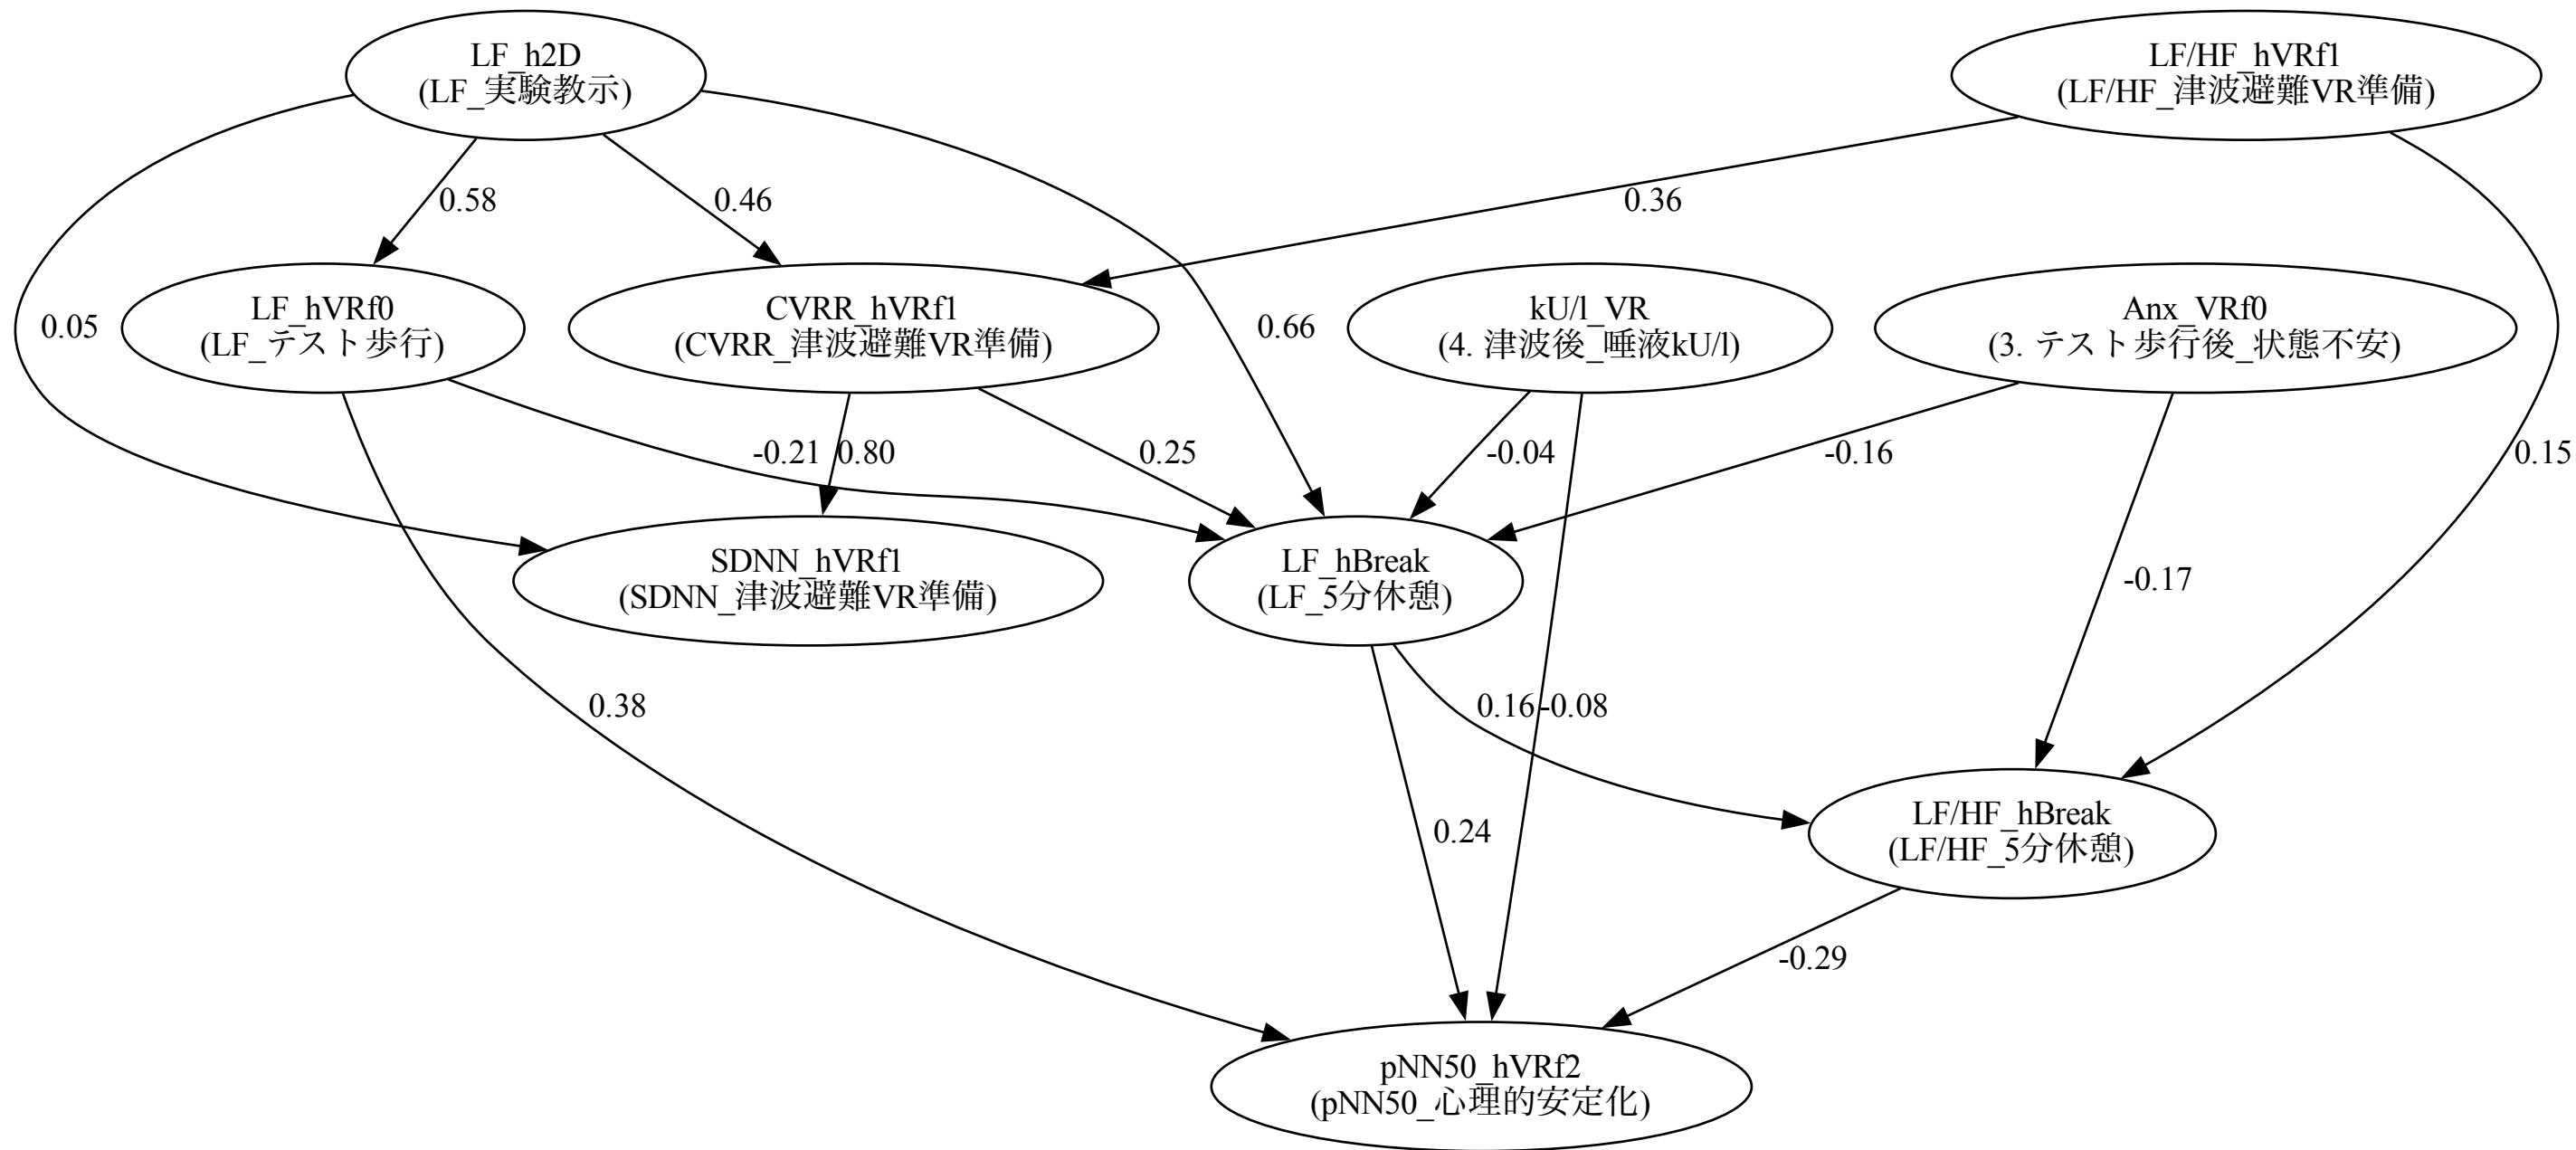 LF_h2D
(LF_実験教示)
LF/HF_hVRf1
(LF/HF_津波避難VR準備)
0.58
0.46
0.36
LF_hVRf0
(LF_テスト歩行)
CVRR_hVRf1
(CVRR_津波避難VR準備)
kU/l_VR
(4. 津波後_唾液kU/l)
Anx_VRf0
(3. テスト歩行後_状態不安)
0.05
0.66
-0.21
0.80
0.25
-0.04
-0.16
0.15
SDNN_hVRf1
(SDNN_津波避難VR準備)
LF_hBreak
(LF_5分休憩)
-0.17
0.38
0.16
-0.08
0.24
LF/HF_hBreak
(LF/HF_5分休憩)
-0.29
pNN50_hVRf2
(pNN50_心理的安定化)